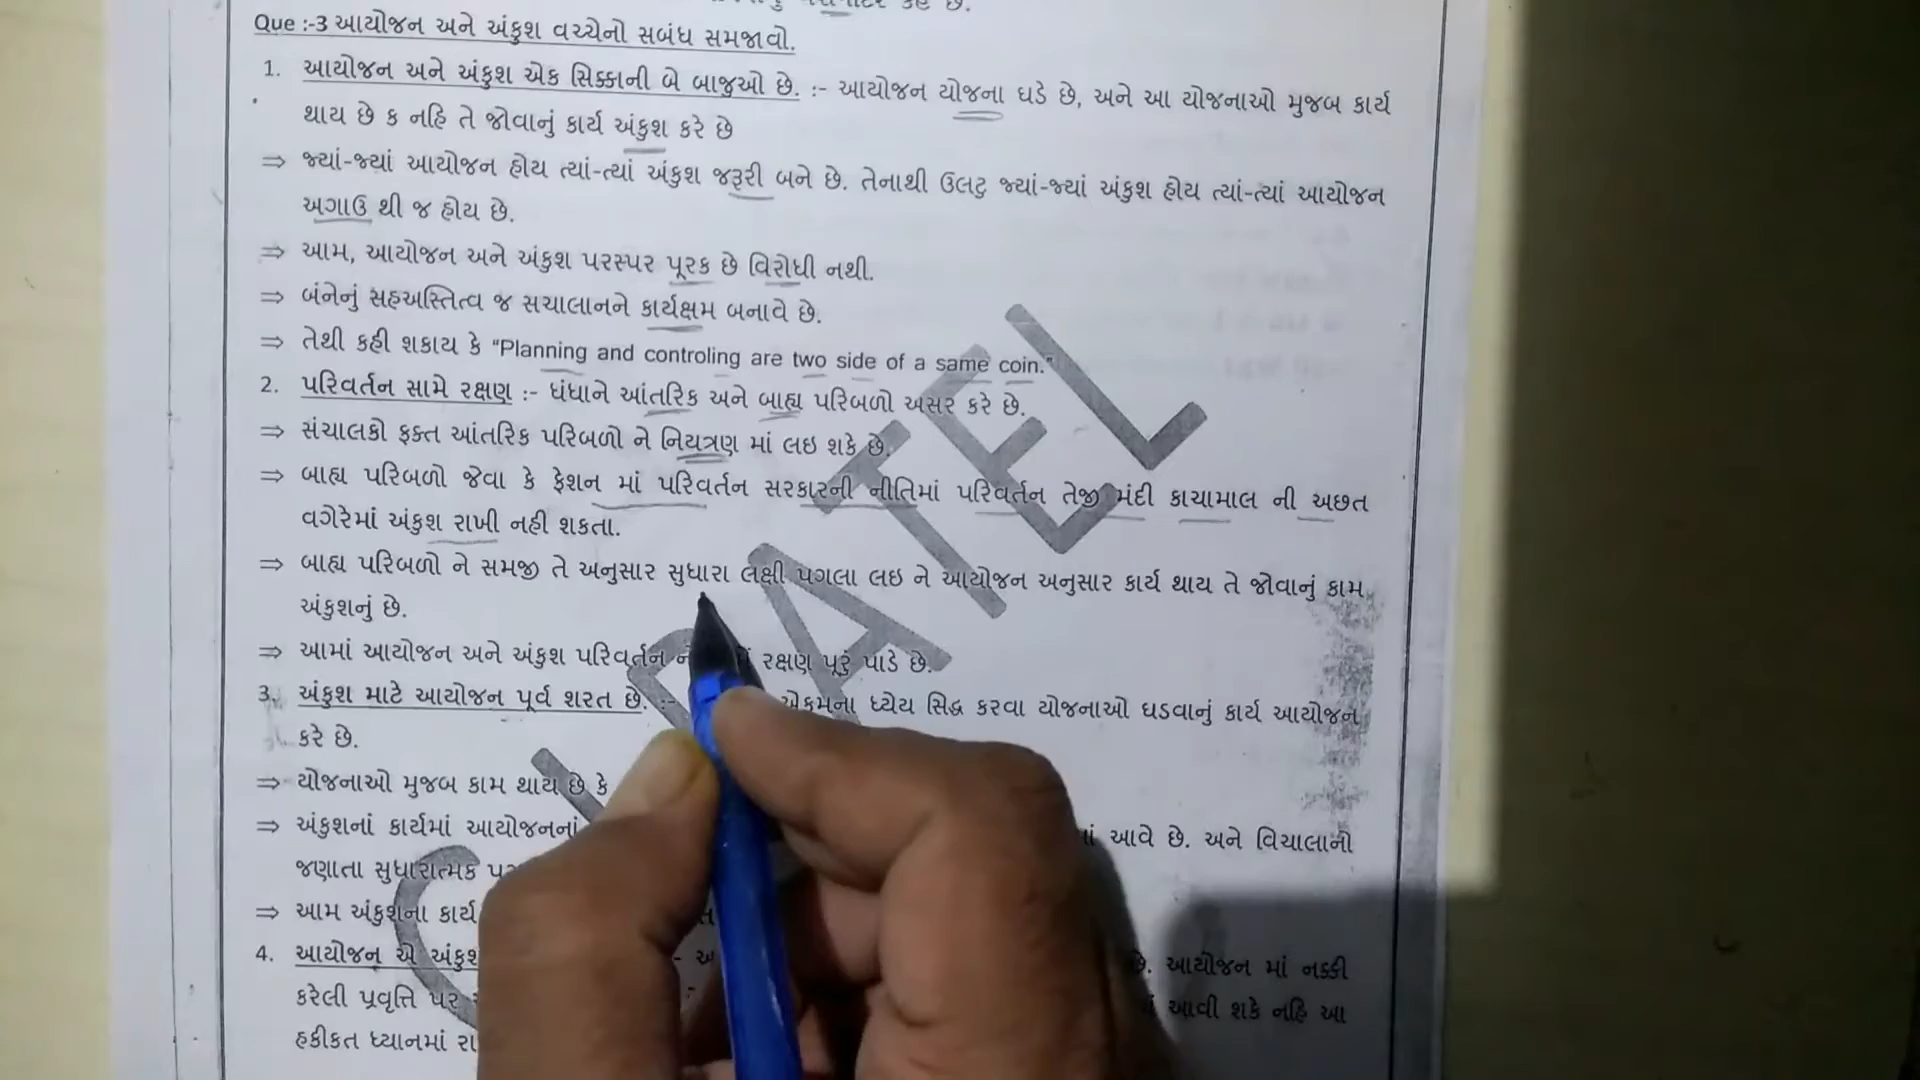 Que :-3 આયોજન અને અંકુશ વચ્ચેનો સબંધ સમજાવો.
1. આયોજન અને અંકુશ એક સિક્કાની બે બાજુઓ છે. :- આયોજન યોજના ઘડે છે, અને આ યોજનાઓ મુજબ કાર્ય
થાય છે ક નહિ તે જોવાનું કાર્ય અંકુશ કરે છે
⇒ જ્યાં-જ્યાં આયોજન હોય ત્યાં-ત્યાં અંકુશ જરૂરી બને છે. તેનાથી ઉલટુ જ્યાં-જ્યાં અંકુશ હોય ત્યાં-ત્યાં આયોજન
અગાઉ થી જ હોય છે.
⇒ આમ, આયોજન અને અંકુશ પરસ્પર પૂરક છે વિરોધી નથી.
⇒ બંનેનું સહઅસ્તિત્વ જ સચાલાનને કાર્યક્ષમ બનાવે છે.
⇒ તેથી કહી શકાય કે “Planning and controling are two side of a same coin.”
2. પરિવર્તન સામે રક્ષણ :- ધંધાને આંતરિક અને બાહ્ય પરિબળો અસર કરે છે.
⇒ સંચાલકો ફક્ત આંતરિક પરિબળો ને નિયત્રણ માં લઇ શકે છે.
⇒ બાહ્ય પરિબળો જેવા કે ફેશન માં પરિવર્તન સરકારની નીતિમાં પરિવર્તન તેજી મંદી કાચામાલ ની અછત
વગેરેમાં અંકુશ રાખી નહી શકતા.
⇒ બાહ્ય પરિબળો ને સમજી તે અનુસાર સુધારા લક્ષી પગલા લઇ ને આયોજન અનુસાર કાર્ય થાય તે જોવાનું કામ
અંકુશનું છે.
⇒ આમાં આયોજન અને અંકુશ પરિવર્તન રક્ષણ પૂરું પાડે છે.
3. અંકુશ માટે આયોજન પૂર્વ શરત છે. :- એકમના ધ્યેય સિદ્ધ કરવા યોજનાઓ ઘડવાનું કાર્ય આયોજન
કરે છે.
⇒ યોજનાઓ મુજબ કામ થાય છે કે
⇒ અંકુશનાં કાર્યમાં આયોજનનાં આવે છે. અને વિચાલાનો
જણાતા સુધારાત્મક
⇒ આમ અંકુશના કાર્ય
4. આયોજન એ અંકુશ છે. આયોજન માં નક્કી
કરેલી પ્રવૃત્તિ પર આવી શકે નહિ આ
હકીકત ધ્યાનમાં રા
PATEL